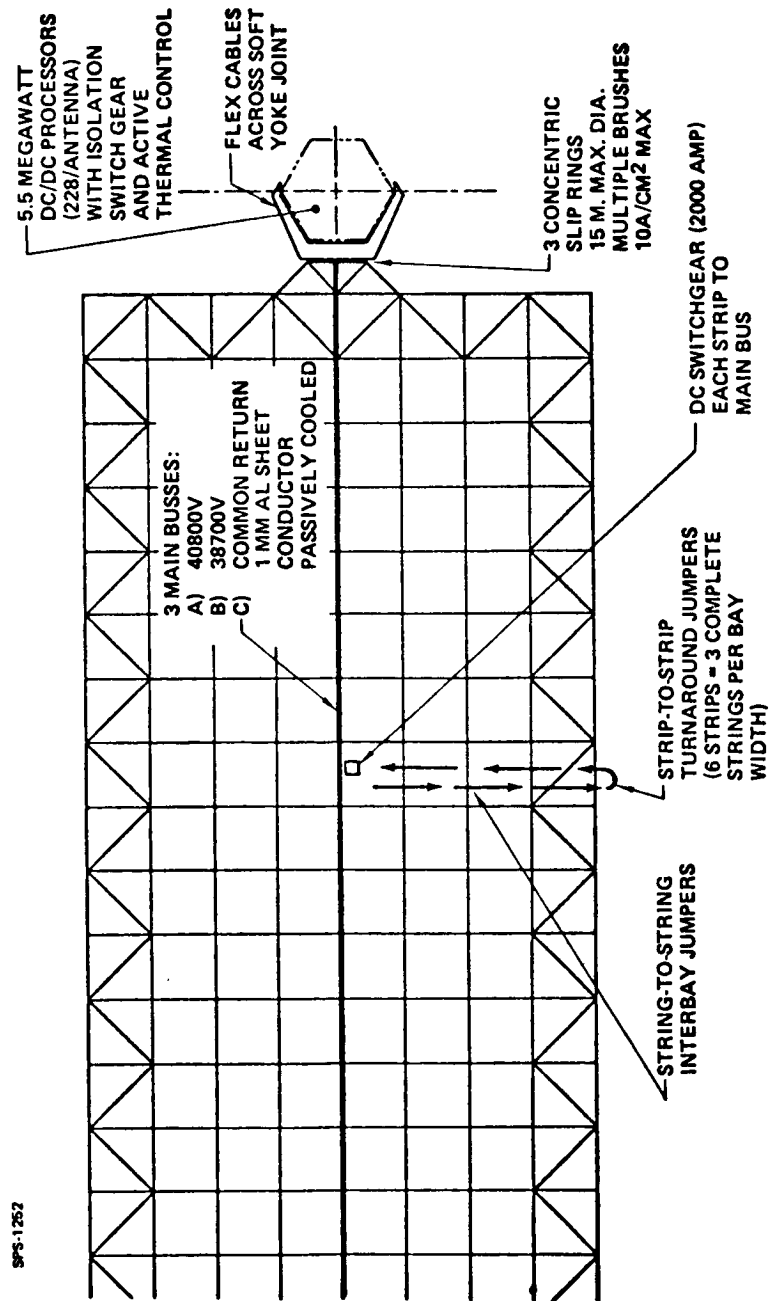 SPS-1252
5.5 MEGAWATT
DC/DC PROCESSORS
(228/ANTENNA)
WITH ISOLATION
SWITCH GEAR
AND ACTIVE
THERMAL CONTROL
FLEX CABLES
ACROSS SOFT
YOKE JOINT
3 MAIN BUSSES:
A) 40800V
B) 38700V
C) COMMON RETURN
1 MM AL SHEET
CONDUCTOR
PASSIVELY COOLED
3 CONCENTRIC
SLIP RINGS
15 M. MAX. DIA.
MULTIPLE BRUSHES
10A/CM² MAX
DC SWITCHGEAR (2000 AMP)
EACH STRIP TO
MAIN BUS
STRIP-TO-STRIP
TURNAROUND JUMPERS
(6 STRIPS = 3 COMPLETE
STRINGS PER BAY
WIDTH)
STRING-TO-STRING
INTERBAY JUMPERS